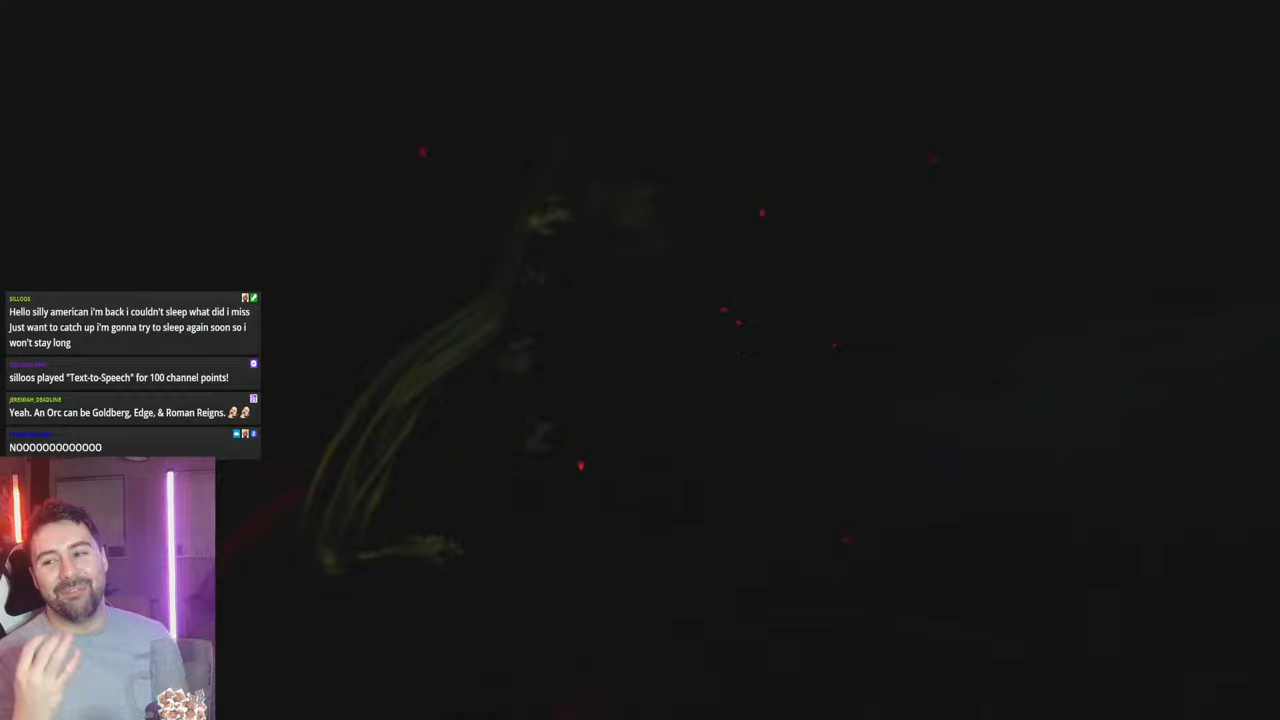 SILLOOS
Hello silly american i'm back i couldn't sleep what did i miss
Just want to catch up i'm gonna try to sleep again soon so i
won't stay long
silloos played "Text-to-Speech" for 100 channel points!
JEREMIAH_DEADLINE
Yeah. An Orc can be Goldberg, Edge, & Roman Reigns.
NOOOOOOOOOOOOO